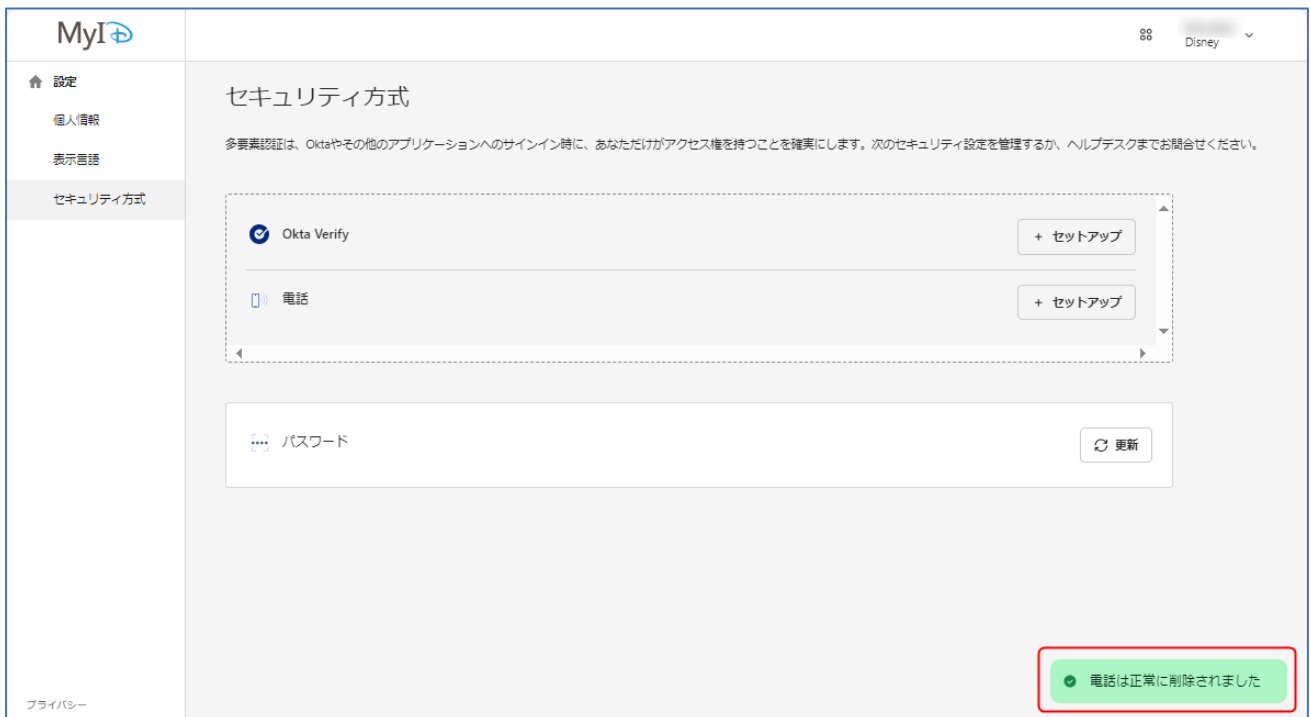 MyID
Disney
設定
個人情報
表示言語
セキュリティ方式
セキュリティ方式
多要素認証は、Oktaやその他のアプリケーションへのサインイン時に、あなただけがアクセス権を持つことを確実にします。次のセキュリティ設定を管理するか、ヘルプデスクまでお問合せください。
Okta Verify
+ セットアップ
電話
+ セットアップ
パスワード
更新
電話は正常に削除されました
プライバシー